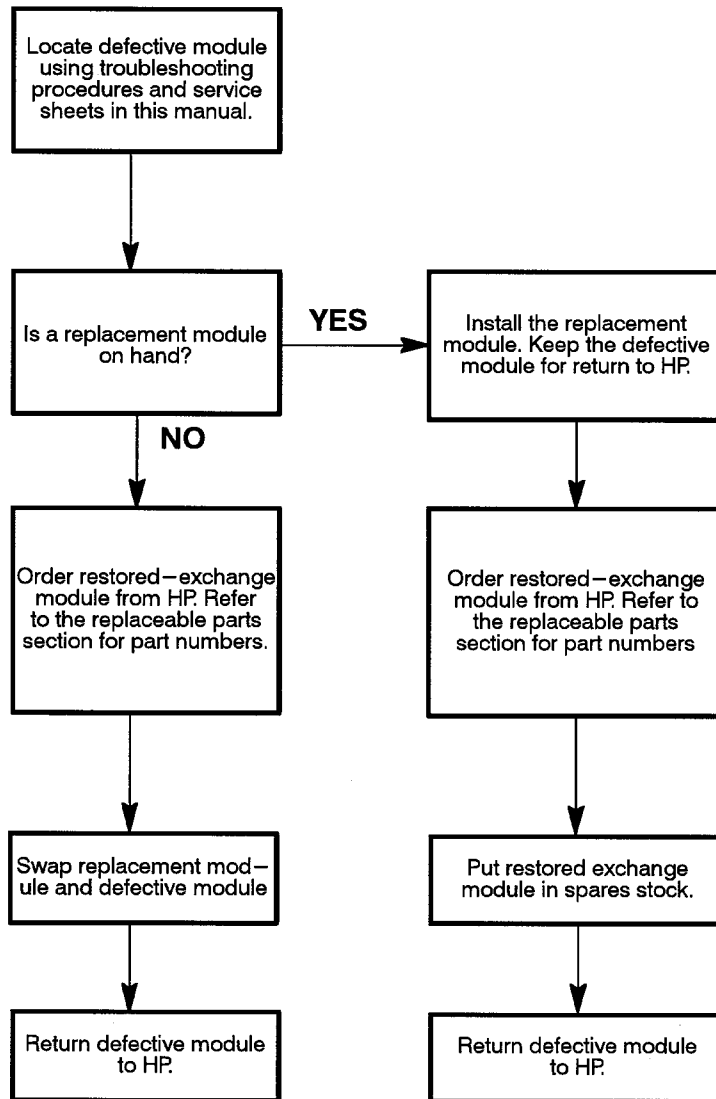 Locate defective module
using troubleshooting
procedures and service
sheets in this manual.
Is a replacement module
on hand?
YES
Install the replacement
module. Keep the defective
module for return to HP.
NO
Order restored–exchange
module from HP. Refer
to the replaceable parts
section for part numbers.
Order restored–exchange
module from HP. Refer to
the replaceable parts
section for part numbers
Swap replacement mod–
ule and defective module
Put restored exchange
module in spares stock.
Return defective module
to HP.
Return defective module
to HP.